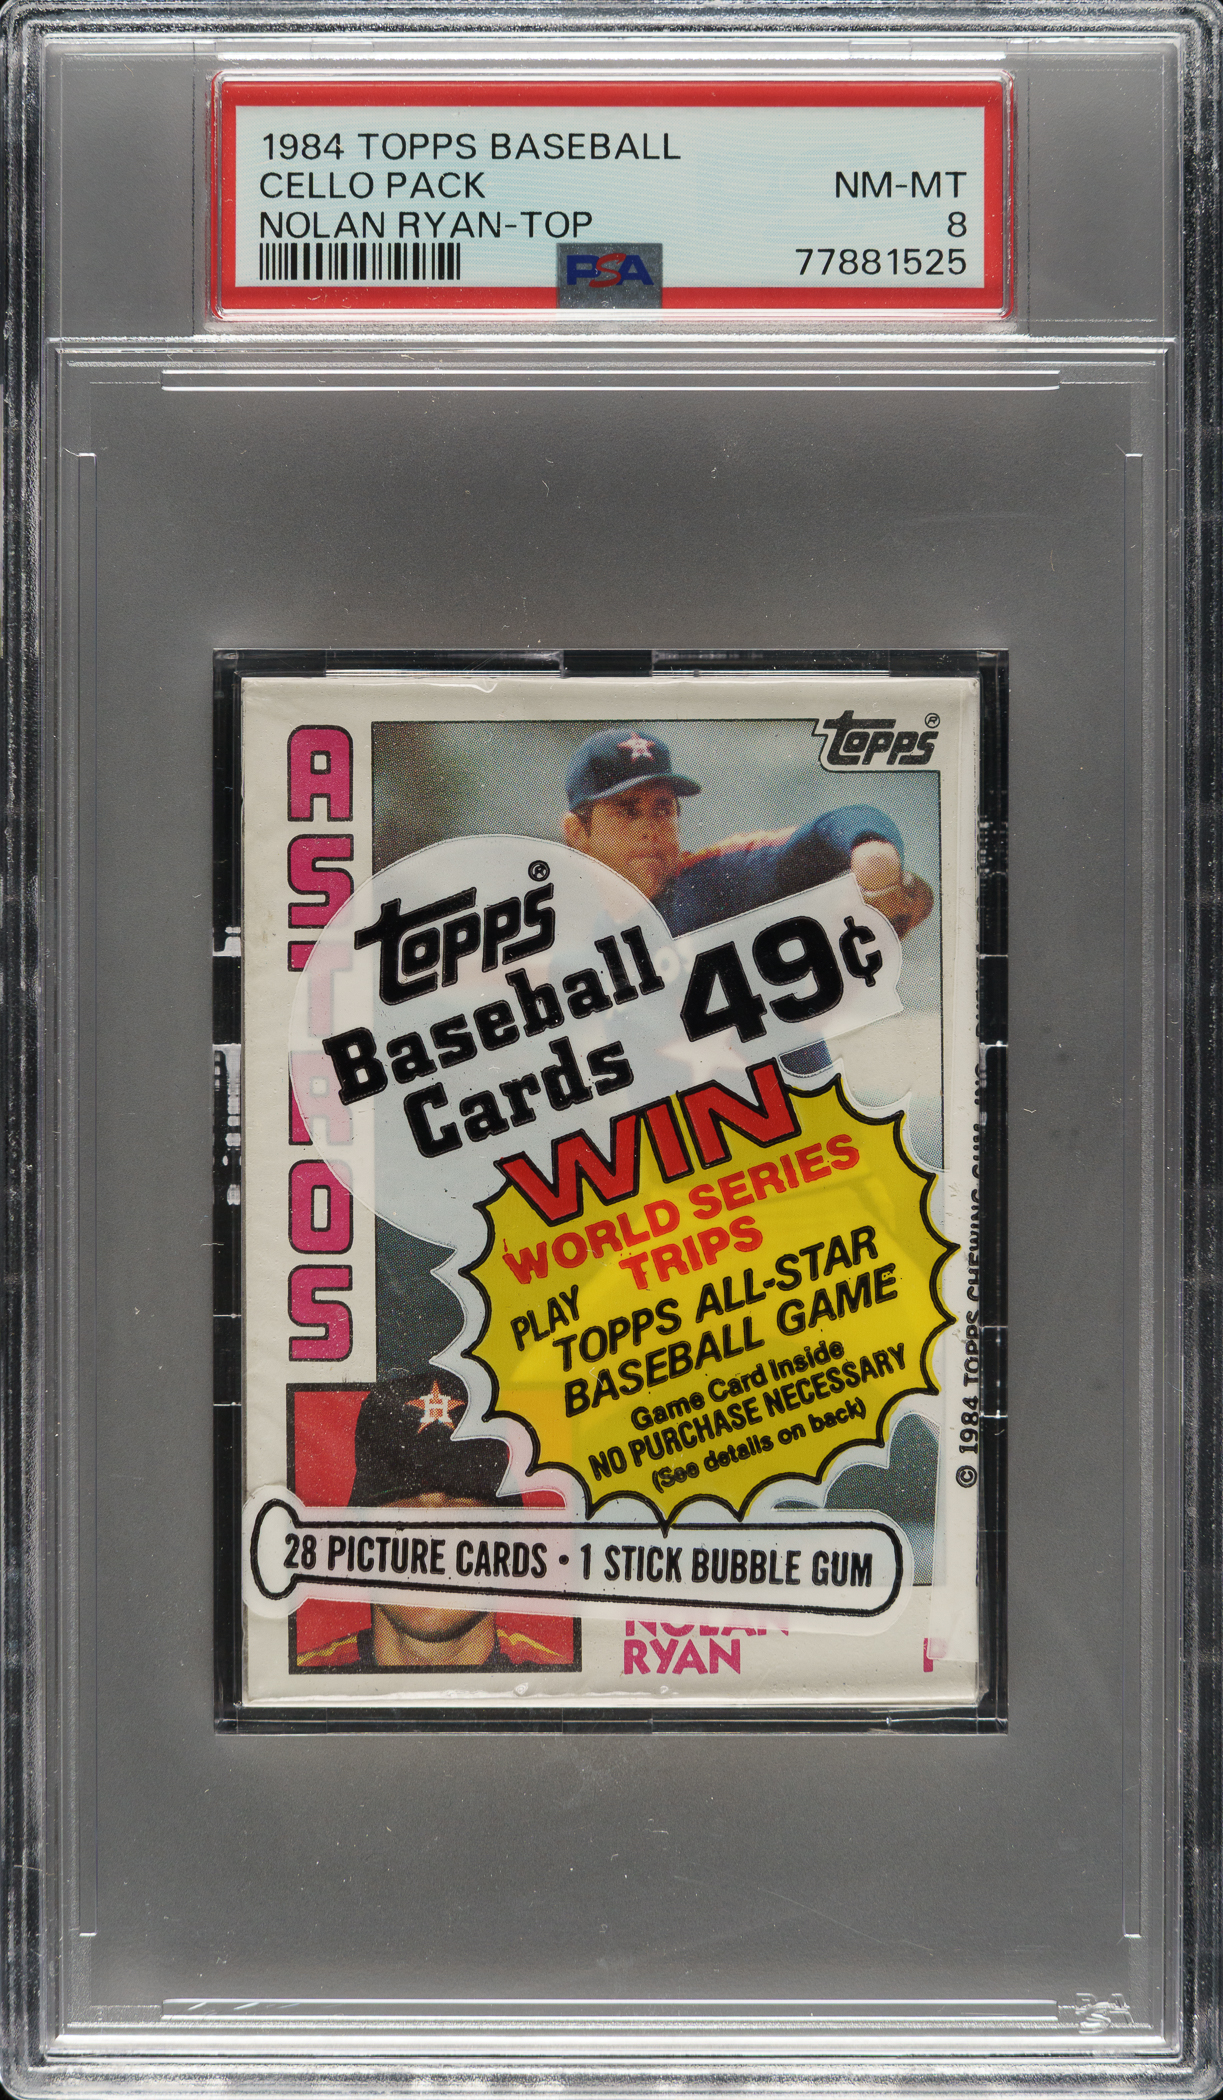 1984 TOPPS BASEBALL
CELLO PACK NM-MT
NOLAN RYAN-TOP 8
PSA 77881525
ASTROS
Topps®
Topps®
Baseball
Cards 49¢
WIN
WORLD SERIES
TRIPS
PLAY
TOPPS ALL-STAR
BASEBALL GAME
Game Card Inside
NO PURCHASE NECESSARY
(See details on back)
H
28 PICTURE CARDS • 1 STICK BUBBLE GUM
NOLAN
RYAN
P
© 1984 TOPPS CHEWING GUM, INC.
PSA